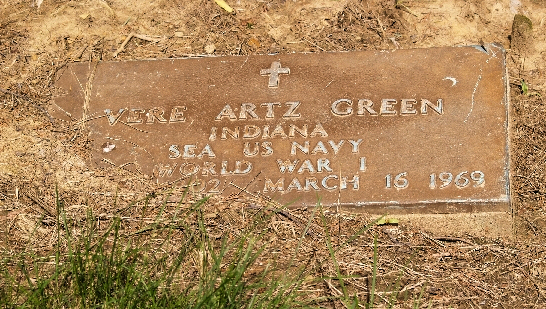 VERE ARTZ GREEN
INDIANA
SEA US NAVY
WORLD WAR I
MARCH 16 1969